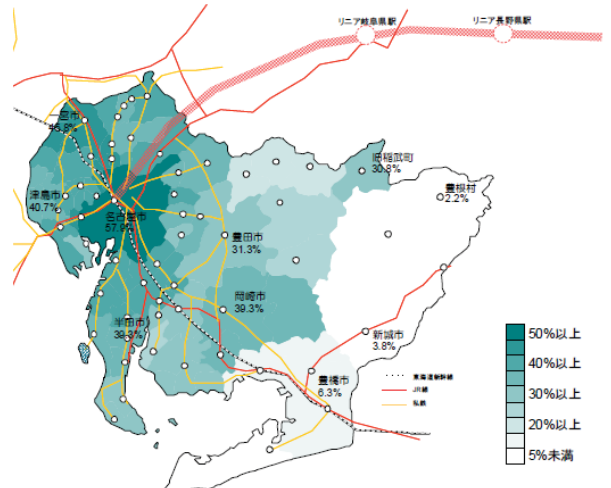 リニア岐阜県駅
リニア長野県駅
一宮市
46.8%
旧稲武町
30.8%
津島市
40.7%
豊根村
2.2%
名古屋市
57.9%
豊田市
31.3%
岡崎市
39.3%
半田市
39.3%
新城市
3.8%
豊橋市
6.3%
東海道新幹線
JR線
私鉄
50%以上
40%以上
30%以上
20%以上
5%未満